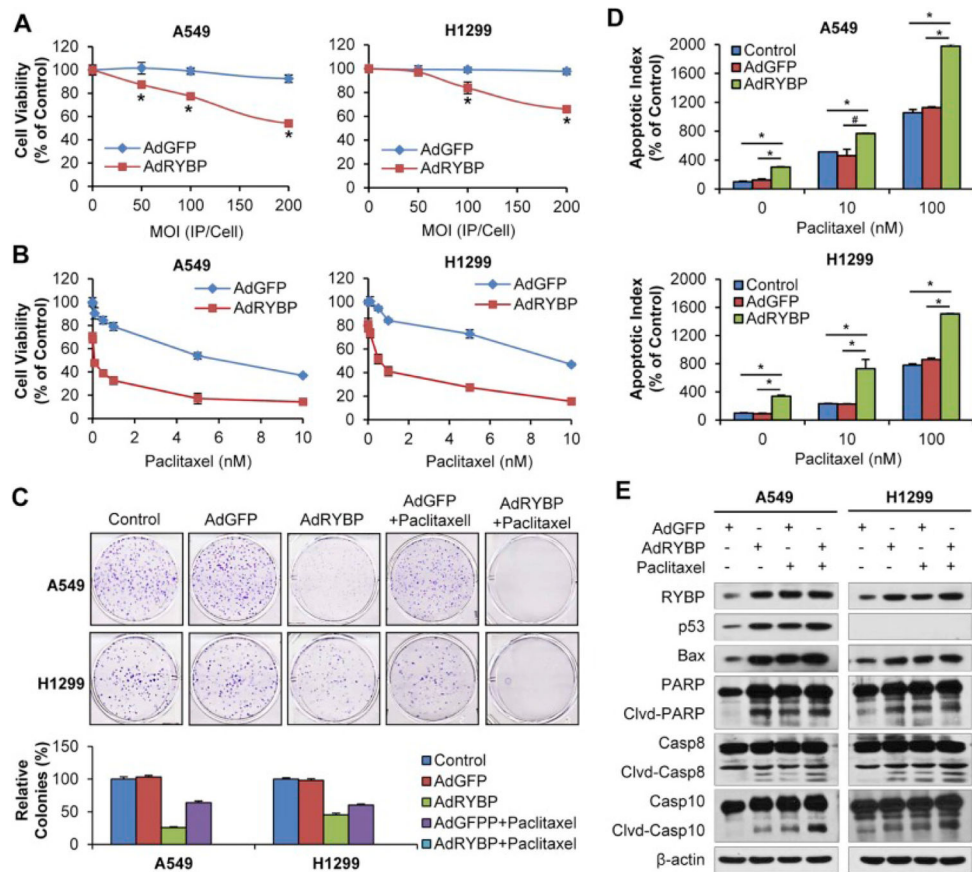 A
A549
H1299
Cell Viability
(% of Control)
120
100
80
60
40
20
0
*
*
*
AdGFP
AdRYBP
0 50 100 150 200
MOI (IP/Cell)
120
100
80
60
40
20
0
*
*
AdGFP
AdRYBP
0 50 100 150 200
MOI (IP/Cell)
B
A549
H1299
Cell Viability
(% of Control)
120
100
80
60
40
20
0
AdGFP
AdRYBP
0 2 4 6 8 10
Paclitaxel (nM)
120
100
80
60
40
20
0
AdGFP
AdRYBP
0 2 4 6 8 10
Paclitaxel (nM)
C
Control
AdGFP
AdRYBP
AdGFP
+Paclitaxell
AdRYBP
+Paclitaxel
A549
H1299
Relative
Colonies (%)
150
100
50
0
A549 H1299
Control
AdGFP
AdRYBP
AdGFPP+Paclitaxel
AdRYBP+Paclitaxel
D
A549
Apoptotic Index
(% of Control)
2000
1600
1200
800
400
0
Control
AdGFP
AdRYBP
* *
* #
* *
0 10 100
Paclitaxel (nM)
H1299
Apoptotic Index
(% of Control)
2000
1600
1200
800
400
0
Control
AdGFP
AdRYBP
* *
* *
* *
0 10 100
Paclitaxel (nM)
E
A549 H1299
AdGFP + - + - + - + -
AdRYBP - + - + - + - +
Paclitaxel - - + + - - + +
RYBP
p53
Bax
PARP
Clvd-PARP
Casp8
Clvd-Casp8
Casp10
Clvd-Casp10
β-actin